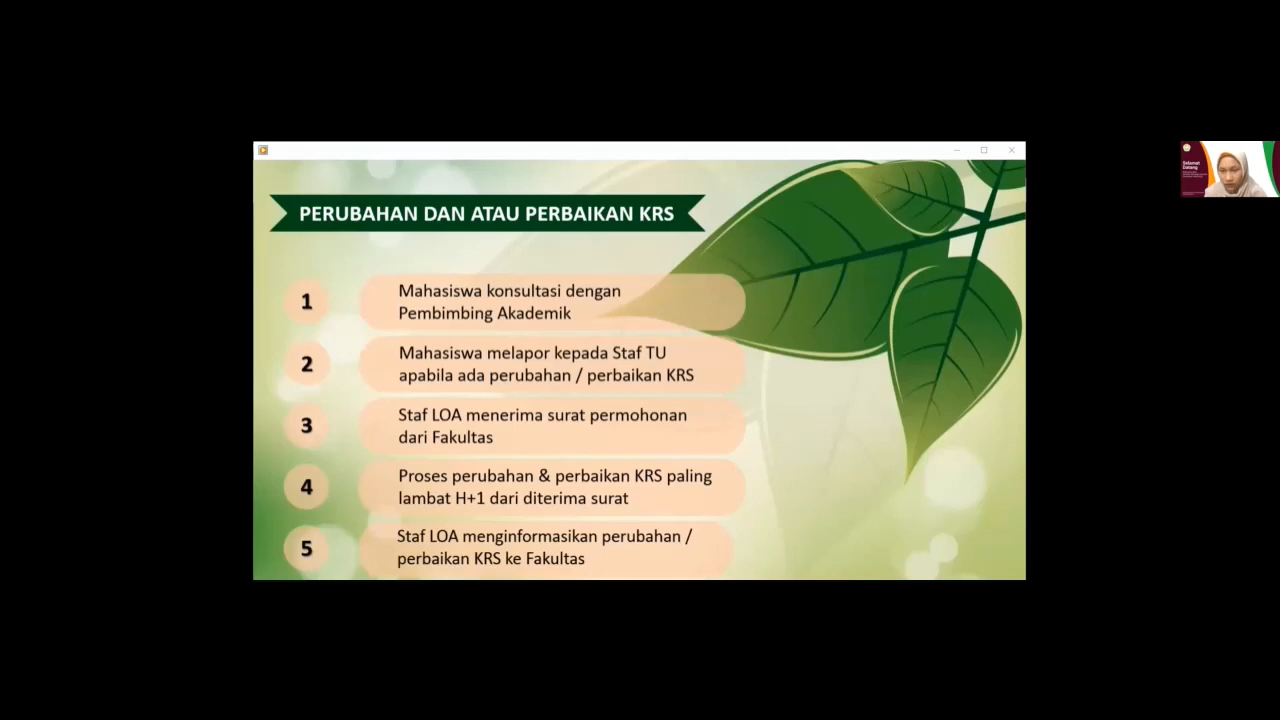 PERUBAHAN DAN ATAU PERBAIKAN KRS
1
Mahasiswa konsultasi dengan
Pembimbing Akademik
2
Mahasiswa melapor kepada Staf TU
apabila ada perubahan / perbaikan KRS
3
Staf LOA menerima surat permohonan
dari Fakultas
4
Proses perubahan & perbaikan KRS paling
lambat H+1 dari diterima surat
5
Staf LOA menginformasikan perubahan /
perbaikan KRS ke Fakultas
Selamat
Datang